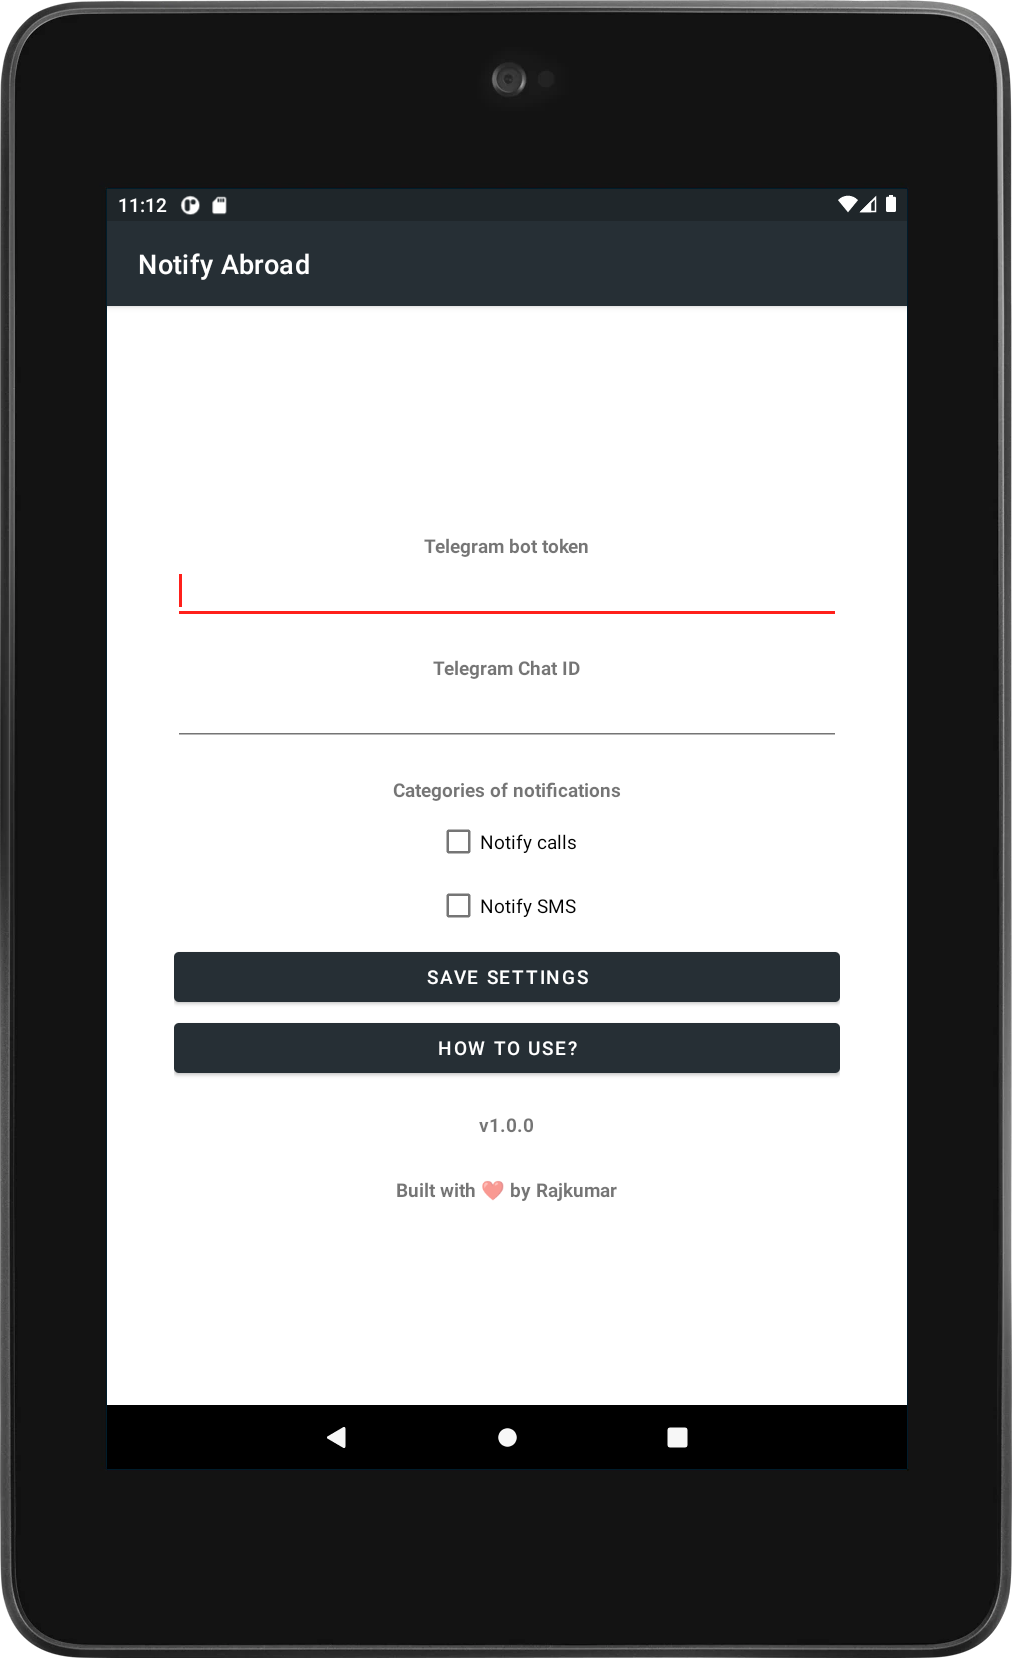 11:12
Notify Abroad
Telegram bot token
Telegram Chat ID
Categories of notifications
Notify calls
Notify SMS
SAVE SETTINGS
HOW TO USE?
v1.0.0
Built with ❤️ by Rajkumar